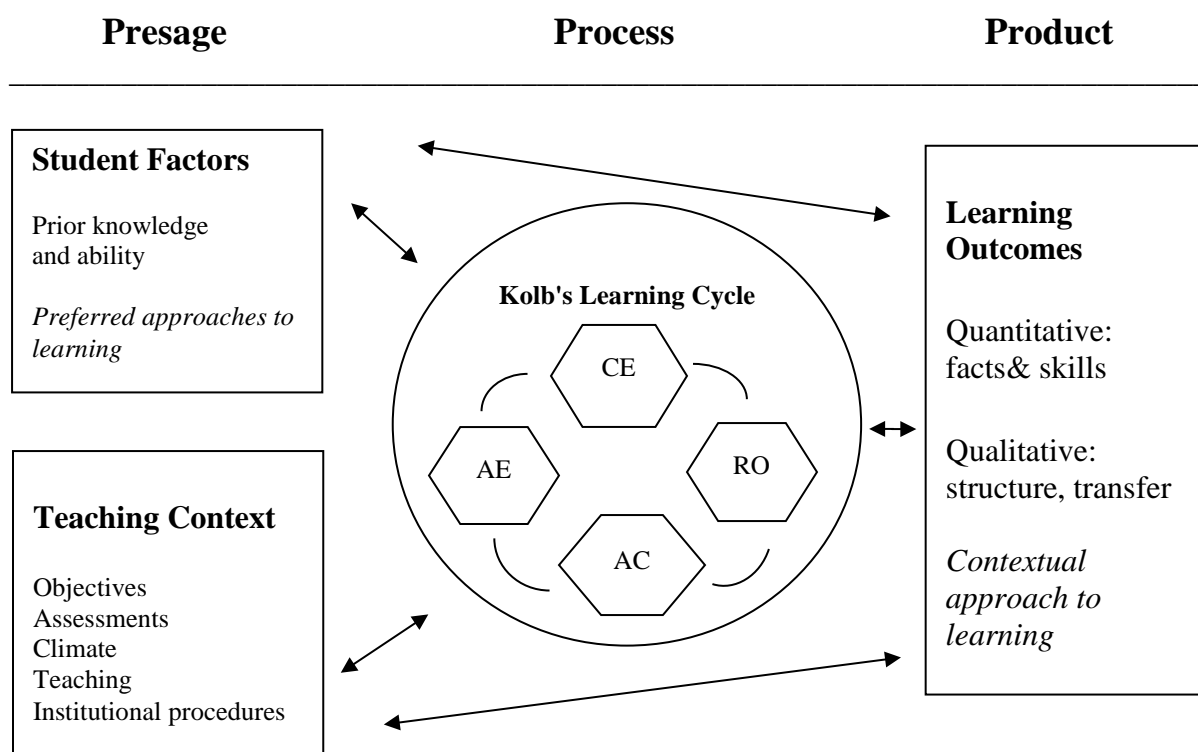 Presage Process Product
Student Factors
Prior knowledge
and ability
Preferred approaches to
learning
Teaching Context
Objectives
Assessments
Climate
Teaching
Institutional procedures
Kolb's Learning Cycle
CE
AE
RO
AC
Learning
Outcomes
Quantitative:
facts& skills
Qualitative:
structure, transfer
Contextual
approach to
learning